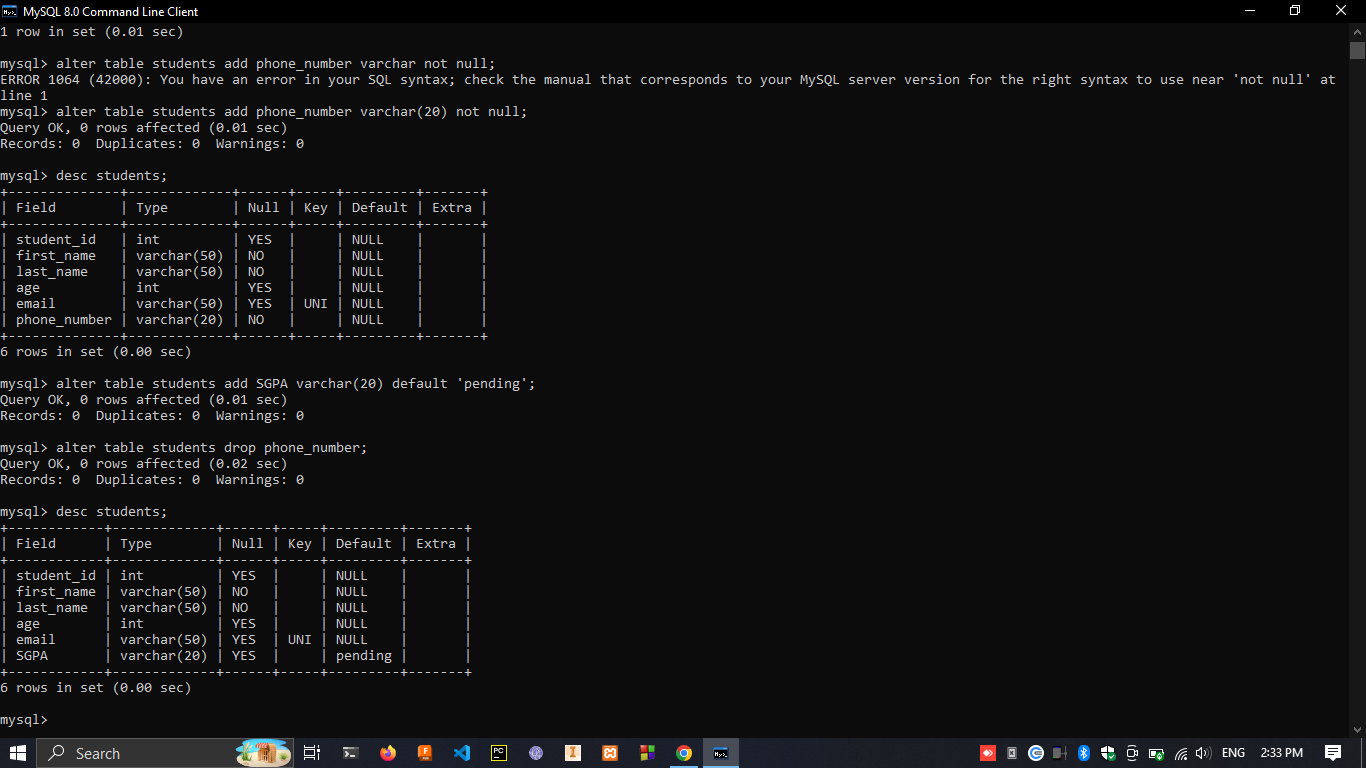 MySQL 8.0 Command Line Client
1 row in set (0.01 sec)
mysql> alter table students add phone_number varchar not null;
ERROR 1064 (42000): You have an error in your SQL syntax; check the manual that corresponds to your MySQL server version for the right syntax to use near 'not null' at
line 1
mysql> alter table students add phone_number varchar(20) not null;
Query OK, 0 rows affected (0.01 sec)
Records: 0  Duplicates: 0  Warnings: 0
mysql> desc students;
+--------------+-------------+------+-----+---------+-------+
| Field        | Type        | Null | Key | Default | Extra |
+--------------+-------------+------+-----+---------+-------+
| student_id   | int         | YES  |     | NULL    |       |
| first_name   | varchar(50) | NO   |     | NULL    |       |
| last_name    | varchar(50) | NO   |     | NULL    |       |
| age          | int         | YES  |     | NULL    |       |
| email        | varchar(50) | YES  | UNI | NULL    |       |
| phone_number | varchar(20) | NO   |     | NULL    |       |
+--------------+-------------+------+-----+---------+-------+
6 rows in set (0.00 sec)
mysql> alter table students add SGPA varchar(20) default 'pending';
Query OK, 0 rows affected (0.01 sec)
Records: 0  Duplicates: 0  Warnings: 0
mysql> alter table students drop phone_number;
Query OK, 0 rows affected (0.02 sec)
Records: 0  Duplicates: 0  Warnings: 0
mysql> desc students;
+------------+-------------+------+-----+---------+-------+
| Field      | Type        | Null | Key | Default | Extra |
+------------+-------------+------+-----+---------+-------+
| student_id | int         | YES  |     | NULL    |       |
| first_name | varchar(50) | NO   |     | NULL    |       |
| last_name  | varchar(50) | NO   |     | NULL    |       |
| age        | int         | YES  |     | NULL    |       |
| email      | varchar(50) | YES  | UNI | NULL    |       |
| SGPA       | varchar(20) | YES  |     | pending |       |
+------------+-------------+------+-----+---------+-------+
6 rows in set (0.00 sec)
mysql>
Search
ENG
2:33 PM